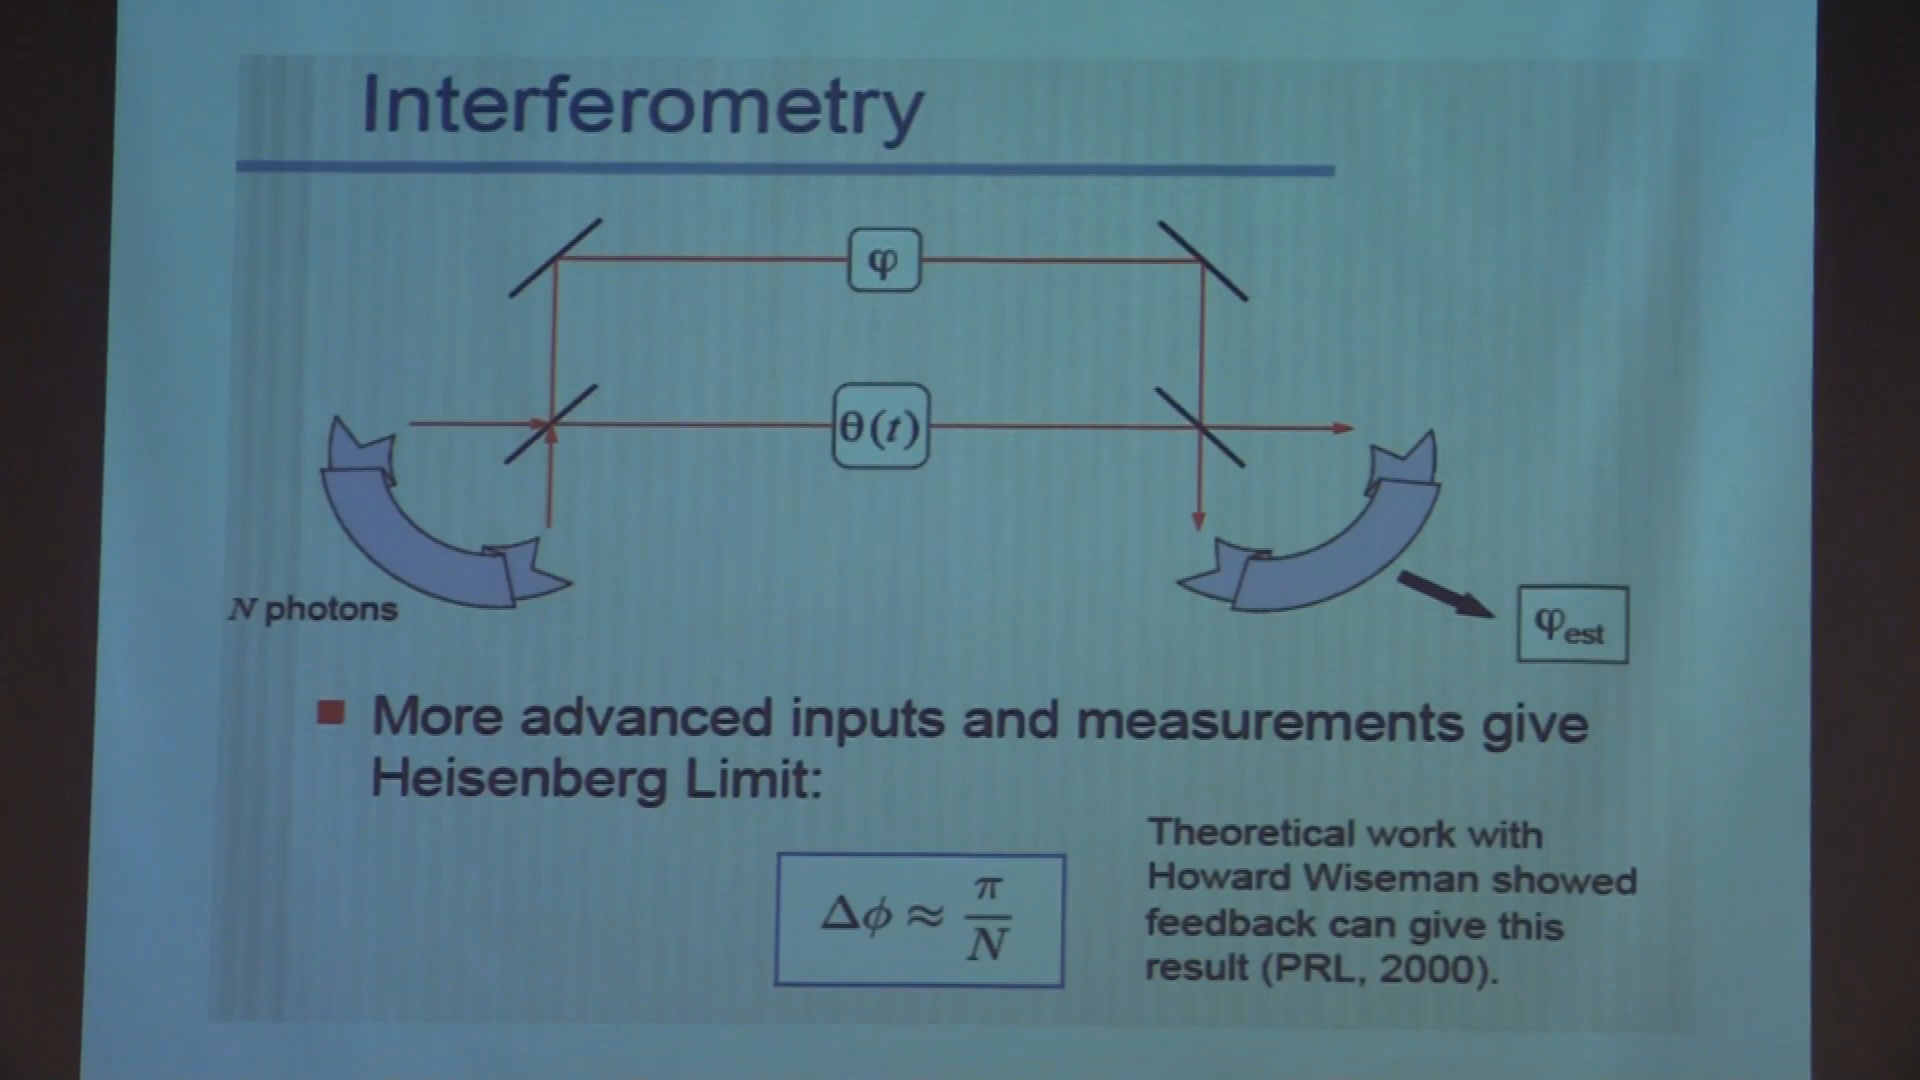 Interferometry
φ
θ(t)
N photons
φest
More advanced inputs and measurements give
Heisenberg Limit:
Δϕ ≈ π/N
Theoretical work with
Howard Wiseman showed
feedback can give this
result (PRL, 2000).